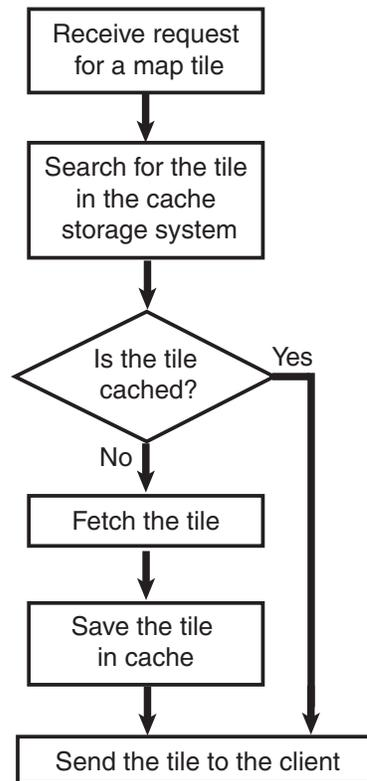 Receive request
for a map tile
Search for the tile
in the cache
storage system
Is the tile
cached?
Yes
No
Fetch the tile
Save the tile
in cache
Send the tile to the client